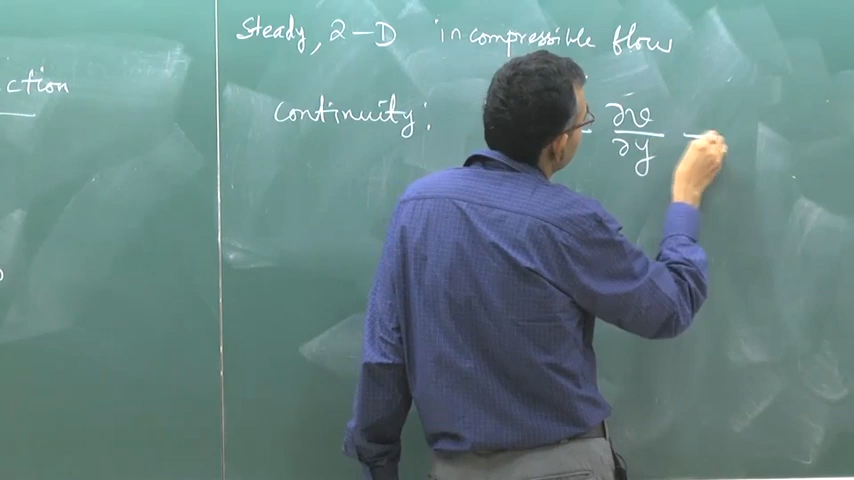 ction
Steady, 2-D incompressible flow
Continuity: ∂v/∂y